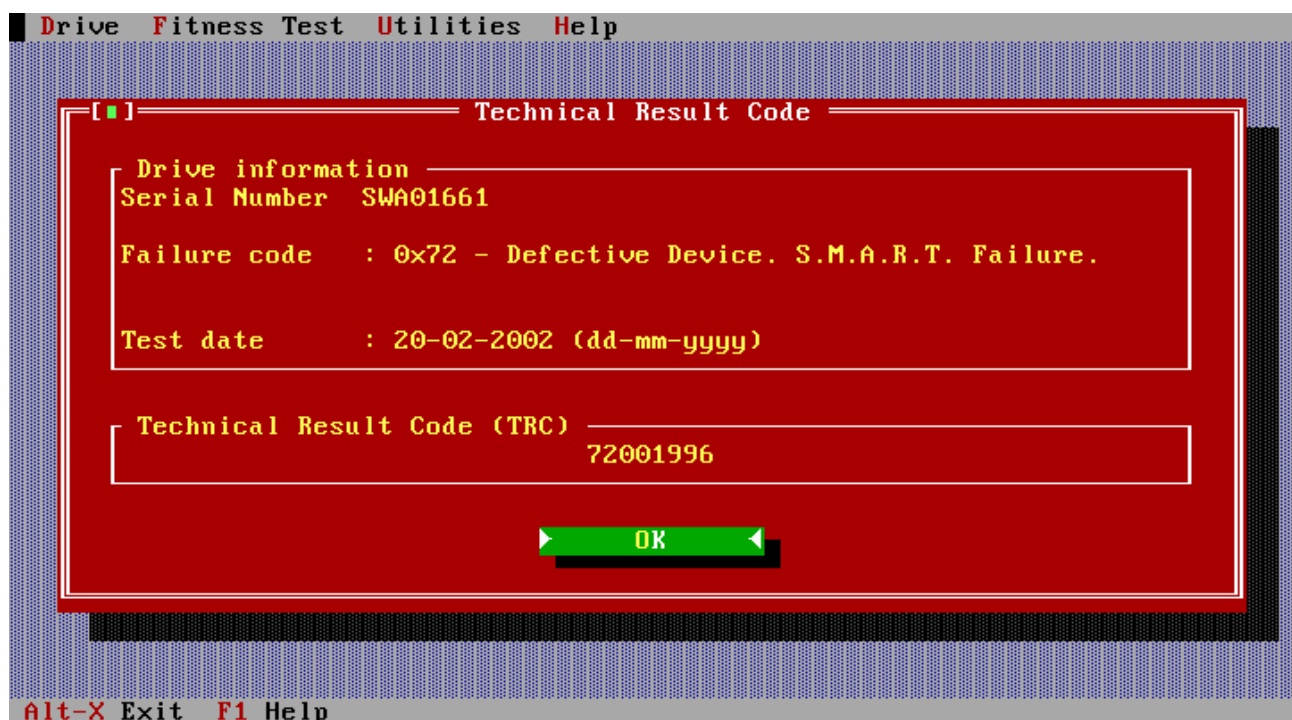 Drive Fitness Test Utilities Help
[■] Technical Result Code
Drive information
Serial Number SWA01661
Failure code : 0x72 - Defective Device. S.M.A.R.T. Failure.
Test date : 20-02-2002 (dd-mm-yyyy)
Technical Result Code (TRC)
72001996
OK
Alt-X Exit F1 Help